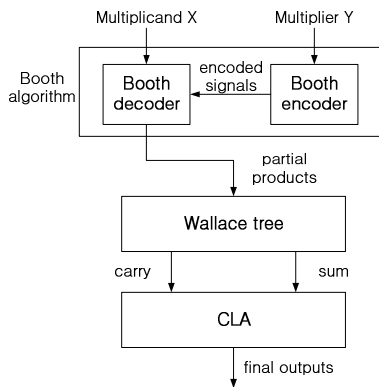 Multiplicand X
Multiplier Y
Booth
algorithm
Booth
decoder
encoded
signals
Booth
encoder
partial
products
Wallace tree
carry
sum
CLA
final outputs